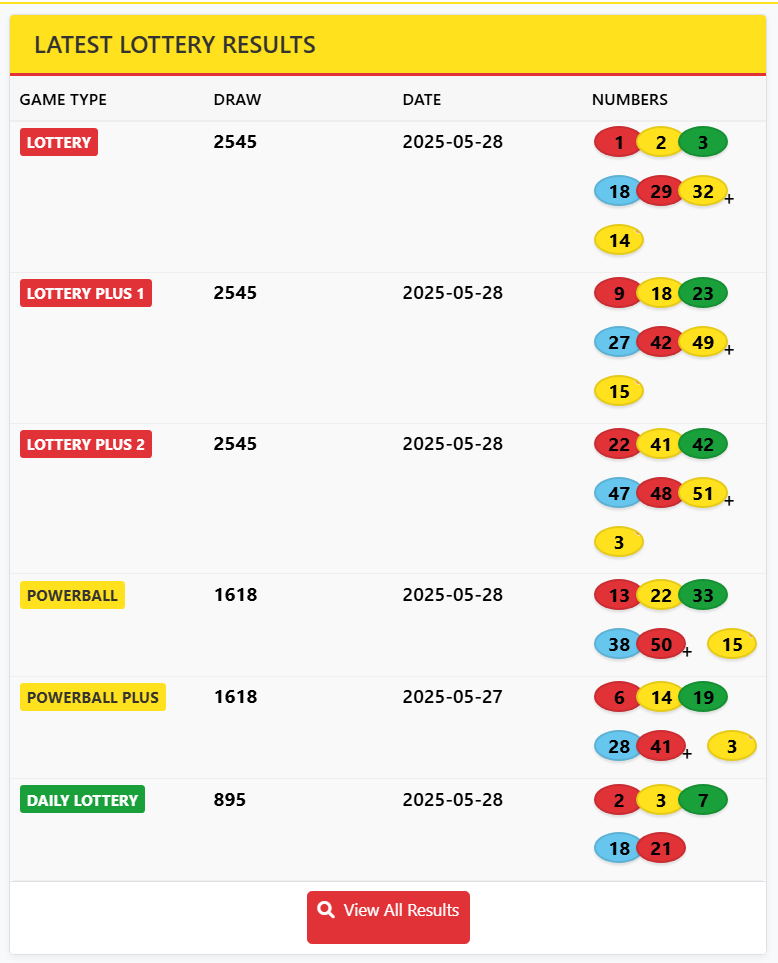 LATEST LOTTERY RESULTS
GAME TYPE DRAW DATE NUMBERS
LOTTERY 2545 2025-05-28 1 2 3
18 29 32 +
14
LOTTERY PLUS 1 2545 2025-05-28 9 18 23
27 42 49 +
15
LOTTERY PLUS 2 2545 2025-05-28 22 41 42
47 48 51 +
3
POWERBALL 1618 2025-05-28 13 22 33
38 50 + 15
POWERBALL PLUS 1618 2025-05-27 6 14 19
28 41 + 3
DAILY LOTTERY 895 2025-05-28 2 3 7
18 21
View All Results